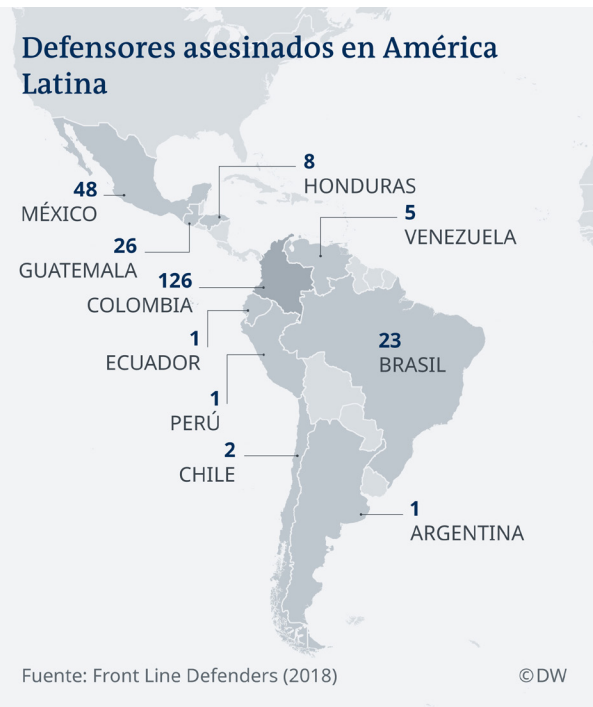 Defensores asesinados en América
Latina
8
HONDURAS
48
MÉXICO
5
VENEZUELA
26
GUATEMALA
126
COLOMBIA
1
ECUADOR
23
BRASIL
1
PERÚ
2
CHILE
1
ARGENTINA
Fuente: Front Line Defenders (2018)
©DW